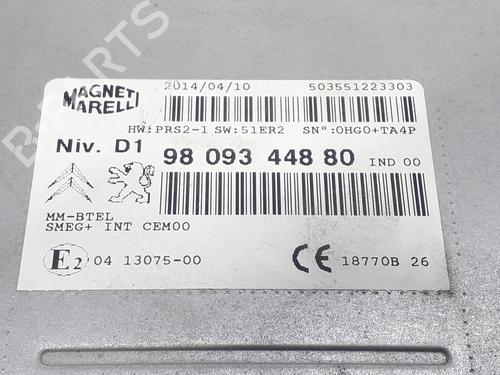 B-PARTS
MAGNETI
MARELLI
2014/04/10 503551223303
HW:PRS2-1 SW:51ER2 SN°:0HG0+TA4P
Niv. D1
98 093 448 80 IND 00
MM-BTEL
SMEG+ INT CEM00
E2 04 13075-00 CE 18770B 26